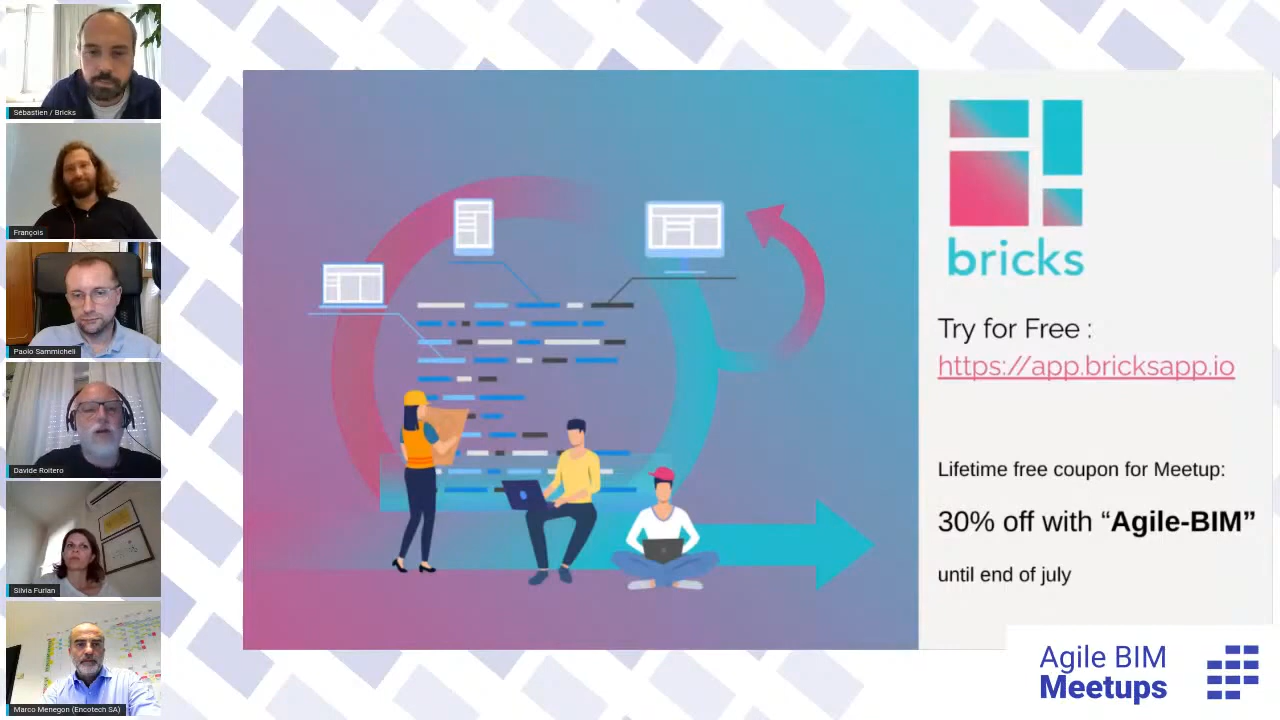 Sébastien / Bricks
François
Paolo Sammicheli
Davide Roitero
Silvia Furlan
Marco Menegon (Encotech SA)
bricks
Try for Free :
https://app.bricksapp.io
Lifetime free coupon for Meetup:
30% off with “Agile-BIM”
until end of july
Agile BIM
Meetups